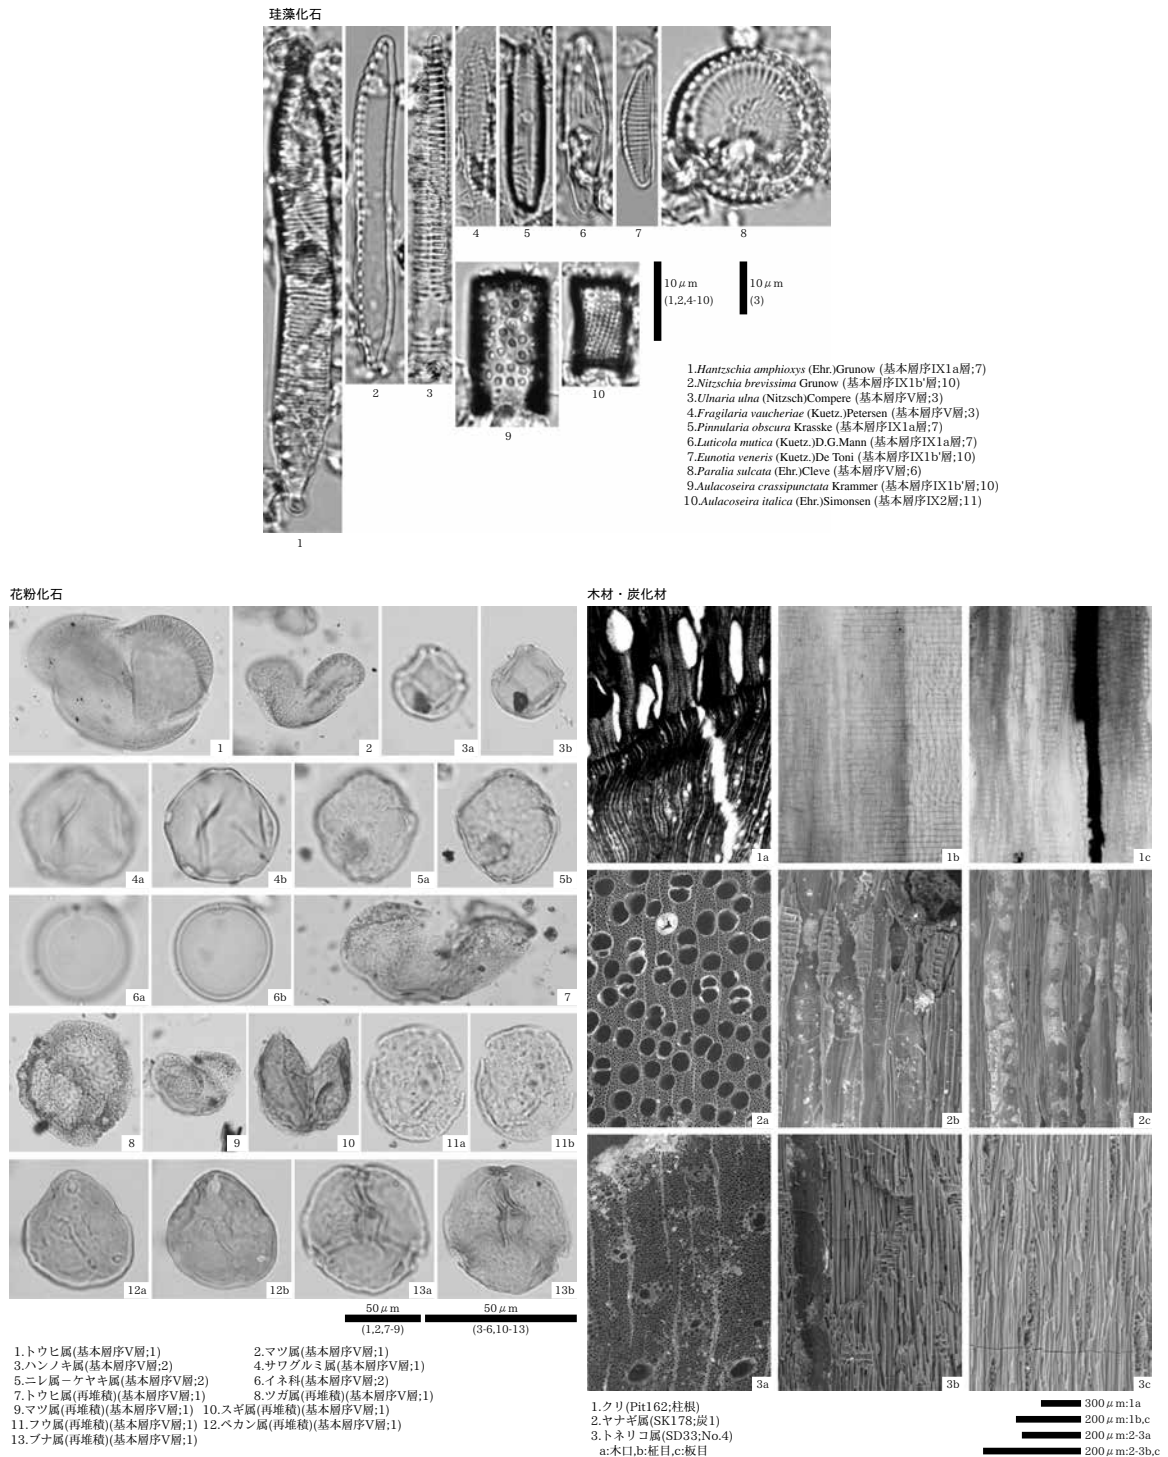 珪藻化石
1
2
3
4
5
6
7
8
9
10
10μm
(1,2,4-10)
10μm
(3)
1.Hantzschia amphioxys (Ehr.)Grunow (基本層序IX1a層;7)
2.Nitzschia brevissima Grunow (基本層序IX1b'層;10)
3.Ulnaria ulna (Nitzsch)Compere (基本層序V層;3)
4.Fragilaria vaucheriae (Kuetz.)Petersen (基本層序V層;3)
5.Pinnularia obscura Krasske (基本層序IX1a層;7)
6.Luticola mutica (Kuetz.)D.G.Mann (基本層序IX1a層;7)
7.Eunotia veneris (Kuetz.)De Toni (基本層序IX1b'層;10)
8.Paralia sulcata (Ehr.)Cleve (基本層序V層;6)
9.Aulacoseira crassipunctata Krammer (基本層序IX1b'層;10)
10.Aulacoseira italica (Ehr.)Simonsen (基本層序IX2層;11)
花粉化石
1
2
3a
3b
4a
4b
5a
5b
6a
6b
7
8
9
10
11a
11b
12a
12b
13a
13b
50μm
(1,2,7-9)
50μm
(3-6,10-13)
1.トウヒ属(基本層序V層;1)
2.マツ属(基本層序V層;1)
3.ハンノキ属(基本層序V層;2)
4.サワグルミ属(基本層序V層;1)
5.ニレ属－ケヤキ属(基本層序V層;2)
6.イネ科(基本層序V層;2)
7.トウヒ属(再堆積)(基本層序V層;1)
8.ツガ属(再堆積)(基本層序V層;1)
9.マツ属(再堆積)(基本層序V層;1)
10.スギ属(再堆積)(基本層序V層;1)
11.フウ属(再堆積)(基本層序V層;1)
12.ペカン属(再堆積)(基本層序V層;1)
13.ブナ属(再堆積)(基本層序V層;1)
木材・炭化材
1a
1b
1c
2a
2b
2c
3a
3b
3c
1.クリ(Pit162;柱根)
2.ヤナギ属(SK178;炭1)
3.トネリコ属(SD33;No.4)
a:木口,b:柾目,c:板目
300μm:1a
200μm:1b,c
200μm:2-3a
200μm:2-3b,c